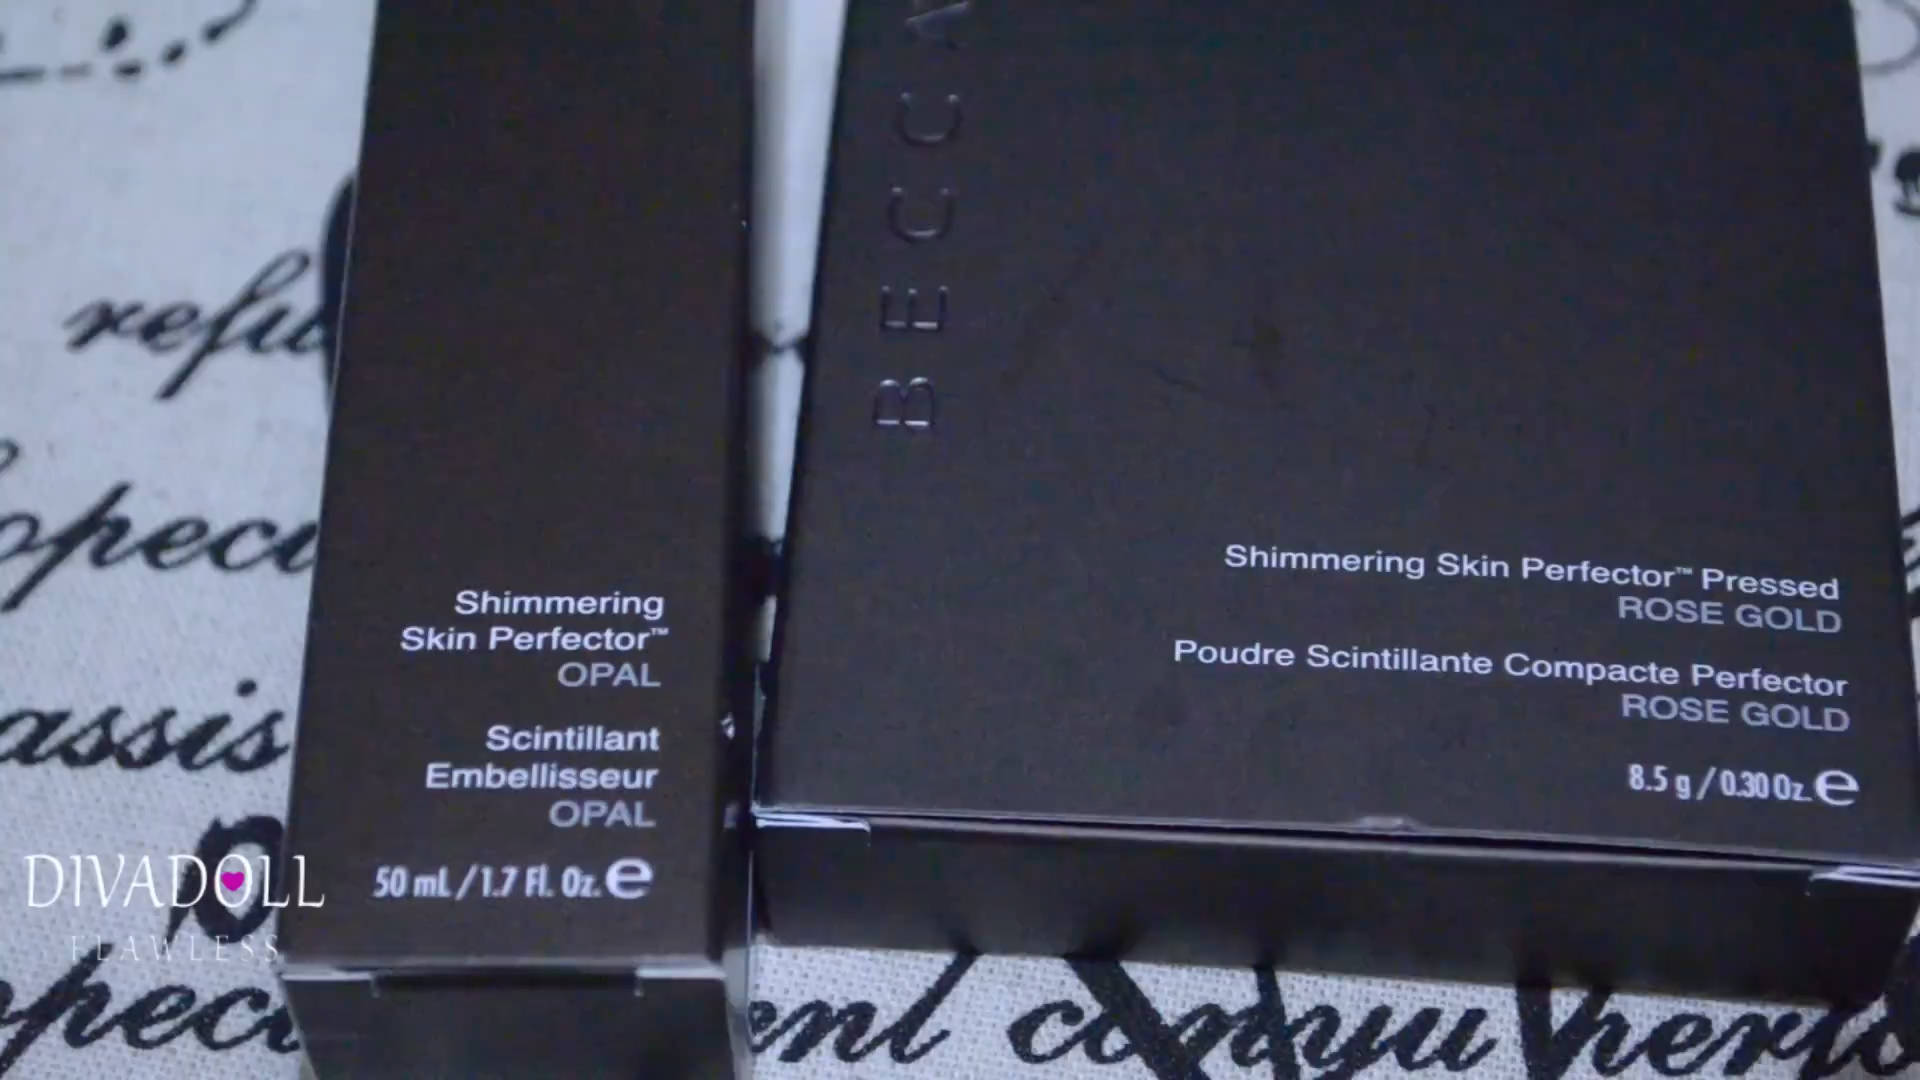 Shimmering
Skin Perfector™
OPAL
Scintillant
Embellisseur
OPAL
50 mL / 1.7 Fl. Oz. e
BECCA
Shimmering Skin Perfector™ Pressed
ROSE GOLD
Poudre Scintillante Compacte Perfector
ROSE GOLD
8.5 g / 0.30 Oz. e
DIVADOLL
FLAWLESS
assis